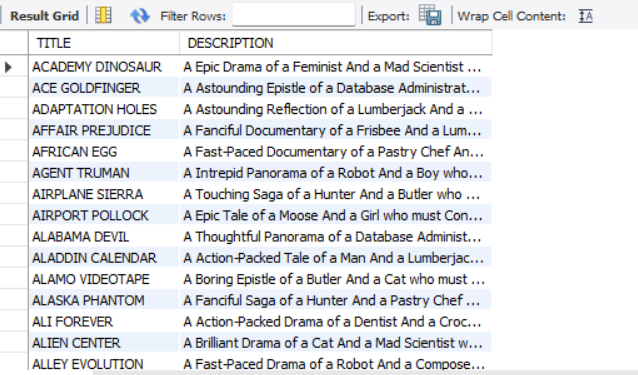 Result Grid Filter Rows: Export: Wrap Cell Content:
TITLE DESCRIPTION
ACADEMY DINOSAUR A Epic Drama of a Feminist And a Mad Scientist ...
ACE GOLDFINGER A Astounding Epistle of a Database Administrat...
ADAPTATION HOLES A Astounding Reflection of a Lumberjack And a ...
AFFAIR PREJUDICE A Fanciful Documentary of a Frisbee And a Lum...
AFRICAN EGG A Fast-Paced Documentary of a Pastry Chef An...
AGENT TRUMAN A Intrepid Panorama of a Robot And a Boy who...
AIRPLANE SIERRA A Touching Saga of a Hunter And a Butler who ...
AIRPORT POLLOCK A Epic Tale of a Moose And a Girl who must Con...
ALABAMA DEVIL A Thoughtful Panorama of a Database Administ...
ALADDIN CALENDAR A Action-Packed Tale of a Man And a Lumberjac...
ALAMO VIDEOTAPE A Boring Epistle of a Butler And a Cat who must ...
ALASKA PHANTOM A Fanciful Saga of a Hunter And a Pastry Chef ...
ALI FOREVER A Action-Packed Drama of a Dentist And a Croc...
ALIEN CENTER A Brilliant Drama of a Cat And a Mad Scientist w...
ALLEY EVOLUTION A Fast-Paced Drama of a Robot And a Compose...